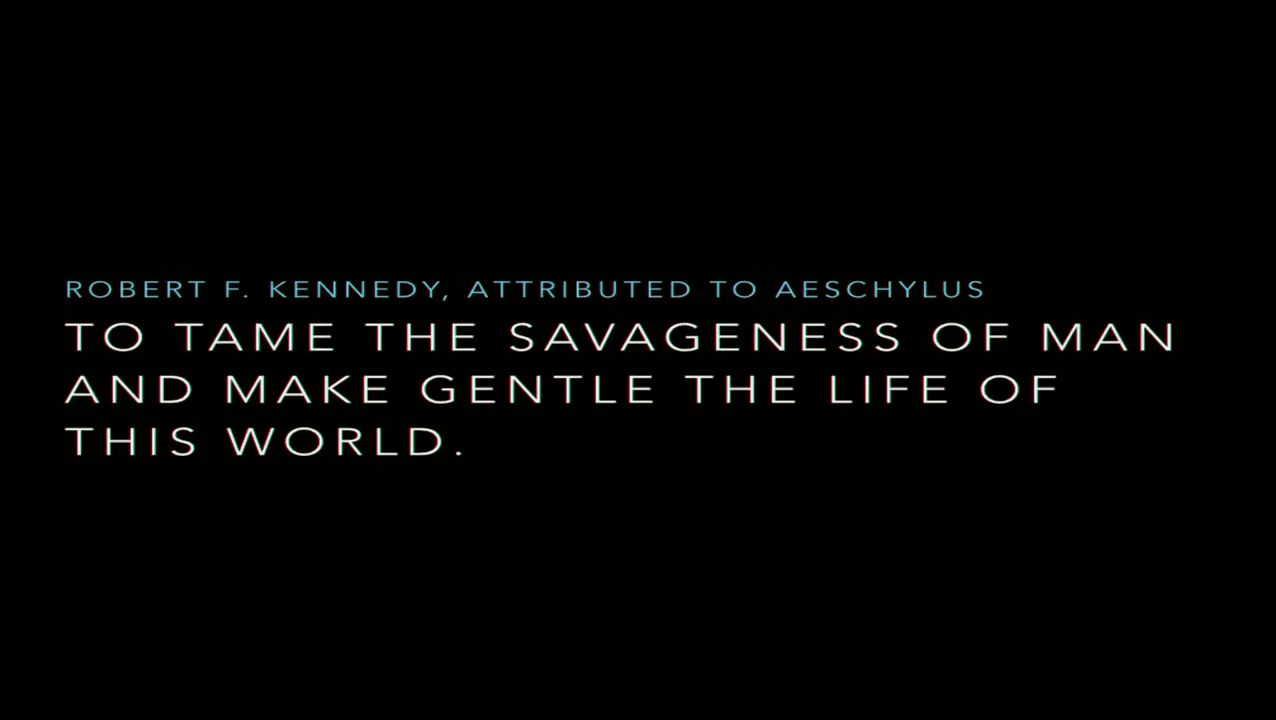 ROBERT F. KENNEDY, ATTRIBUTED TO AESCHYLUS
TO TAME THE SAVAGENESS OF MAN
AND MAKE GENTLE THE LIFE OF
THIS WORLD.